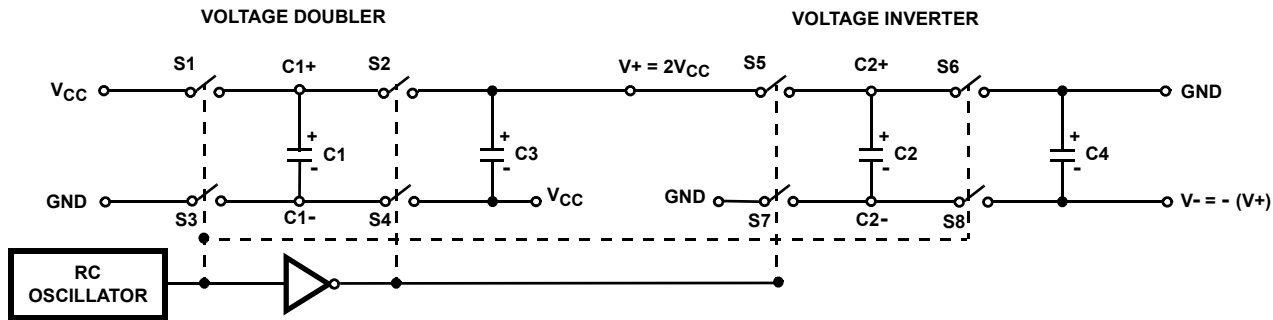 VOLTAGE DOUBLER
VOLTAGE INVERTER
S1
C1+
S2
V+ = 2VCC
S5
C2+
S6
VCC
GND
+
C1
-
+
C3
-
+
C2
-
+
C4
-
GND
S3
C1-
S4
VCC
GND
S7
C2-
S8
V- = - (V+)
RC
OSCILLATOR